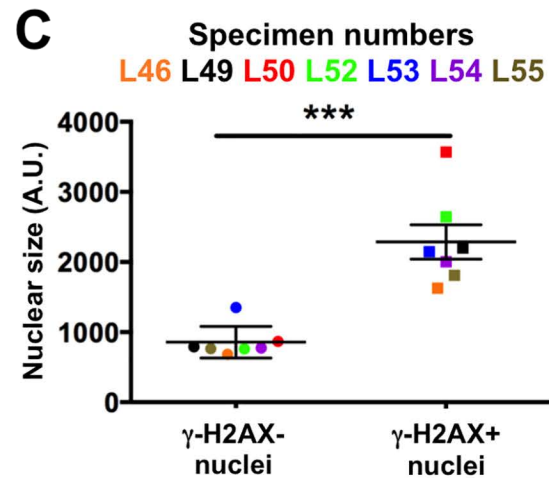 C
Specimen numbers
L46 L49 L50 L52 L53 L54 L55
***
Nuclear size (A.U.)
4000
3000
2000
1000
0
γ-H2AX-
nuclei
γ-H2AX+
nuclei